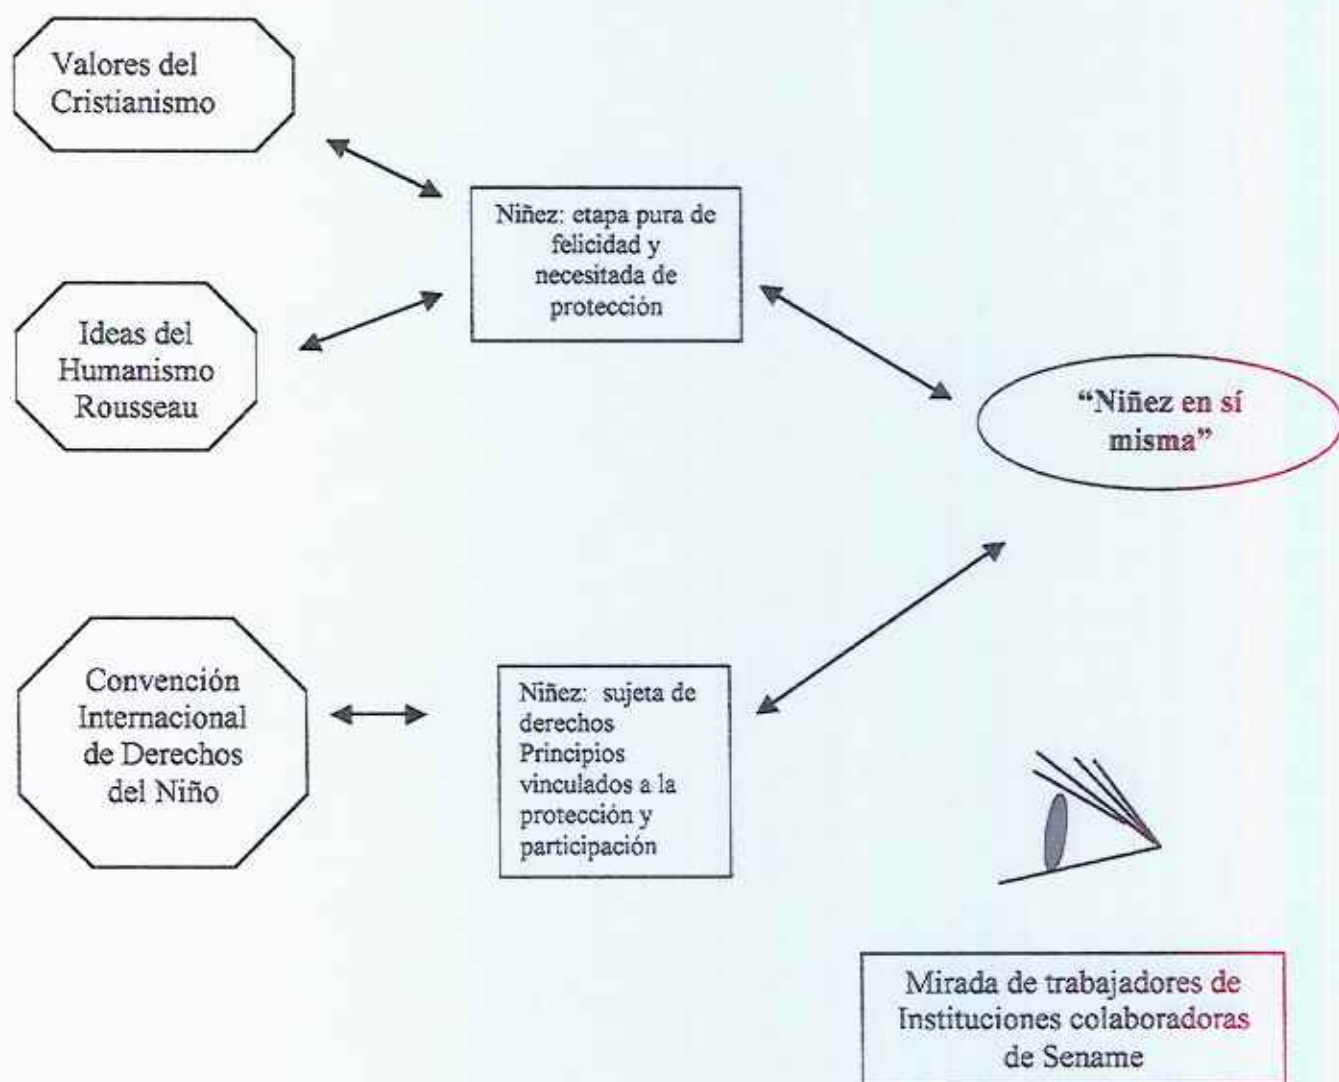 Valores del
Cristianismo
Niñez: etapa pura de
felicidad y
necesitada de
protección
Ideas del
Humanismo
Rousseau
“Niñez en sí
misma”
Convención
Internacional
de Derechos
del Niño
Niñez: sujeta de
derechos
Principios
vinculados a la
protección y
participación
Mirada de trabajadores de
Instituciones colaboradoras
de Sename